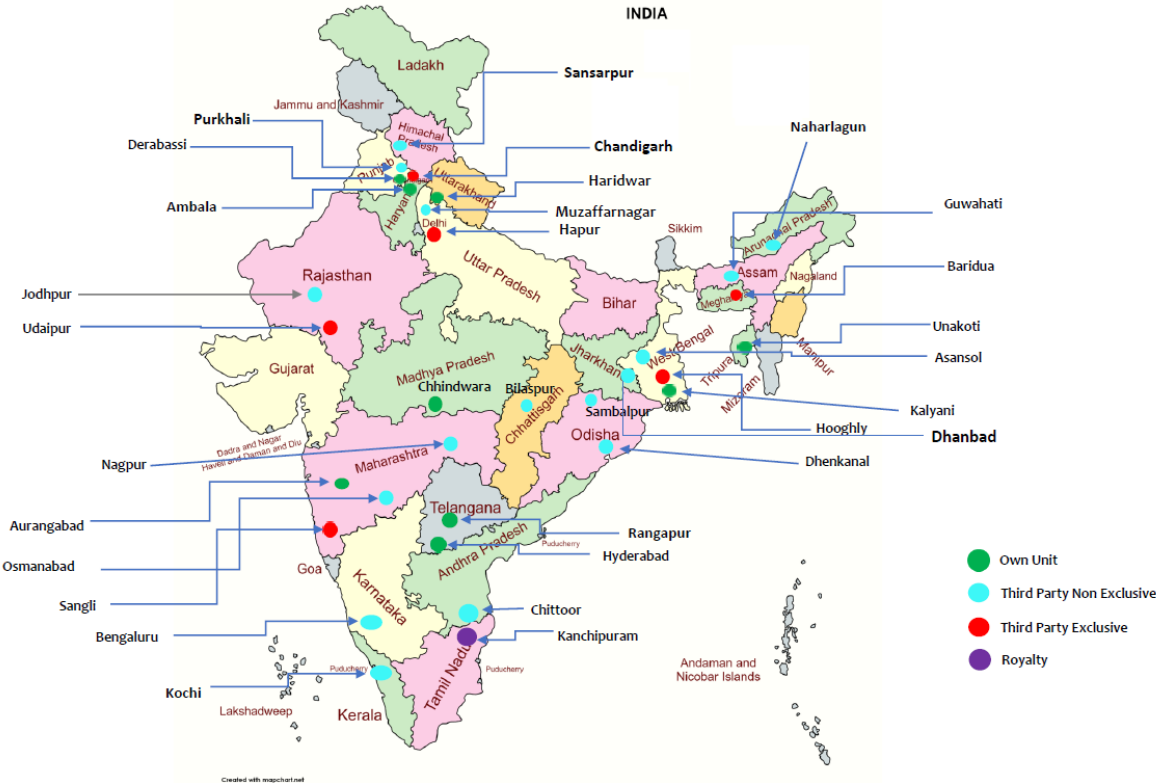 INDIA
Ladakh
Sansarpur
Jammu and Kashmir
Purkhali
Himachal
Pradesh
Naharlagun
Derabassi
Chandigarh
Punjab
Uttarakhand
Haridwar
Ambala
Haryana
Muzaffarnagar
Guwahati
Delhi
Hapur
Sikkim
Arunachal Pradesh
Uttar Pradesh
Rajasthan
Assam
Nagaland
Baridua
Jodhpur
Bihar
Meghalaya
Udaipur
Unakoti
West Bengal
Asansol
Gujarat
Madhya Pradesh
Jharkhand
Tripura
Manipur
Mizoram
Chhindwara
Bilaspur
Chhattisgarh
Sambalpur
Kalyani
Hooghly
Odisha
Dhanbad
Dadra and Nagar
Haveli and Daman and Diu
Nagpur
Maharashtra
Dhenkanal
Aurangabad
Telangana
Rangapur
Puducherry
Hyderabad
Andhra Pradesh
Osmanabad
Goa
Own Unit
Third Party Non Exclusive
Sangli
Karnataka
Chittoor
Third Party Exclusive
Bengaluru
Kanchipuram
Royalty
Puducherry
Puducherry
Andaman and
Nicobar Islands
Tamil Nadu
Kochi
Lakshadweep
Kerala
Created with mapchart.net